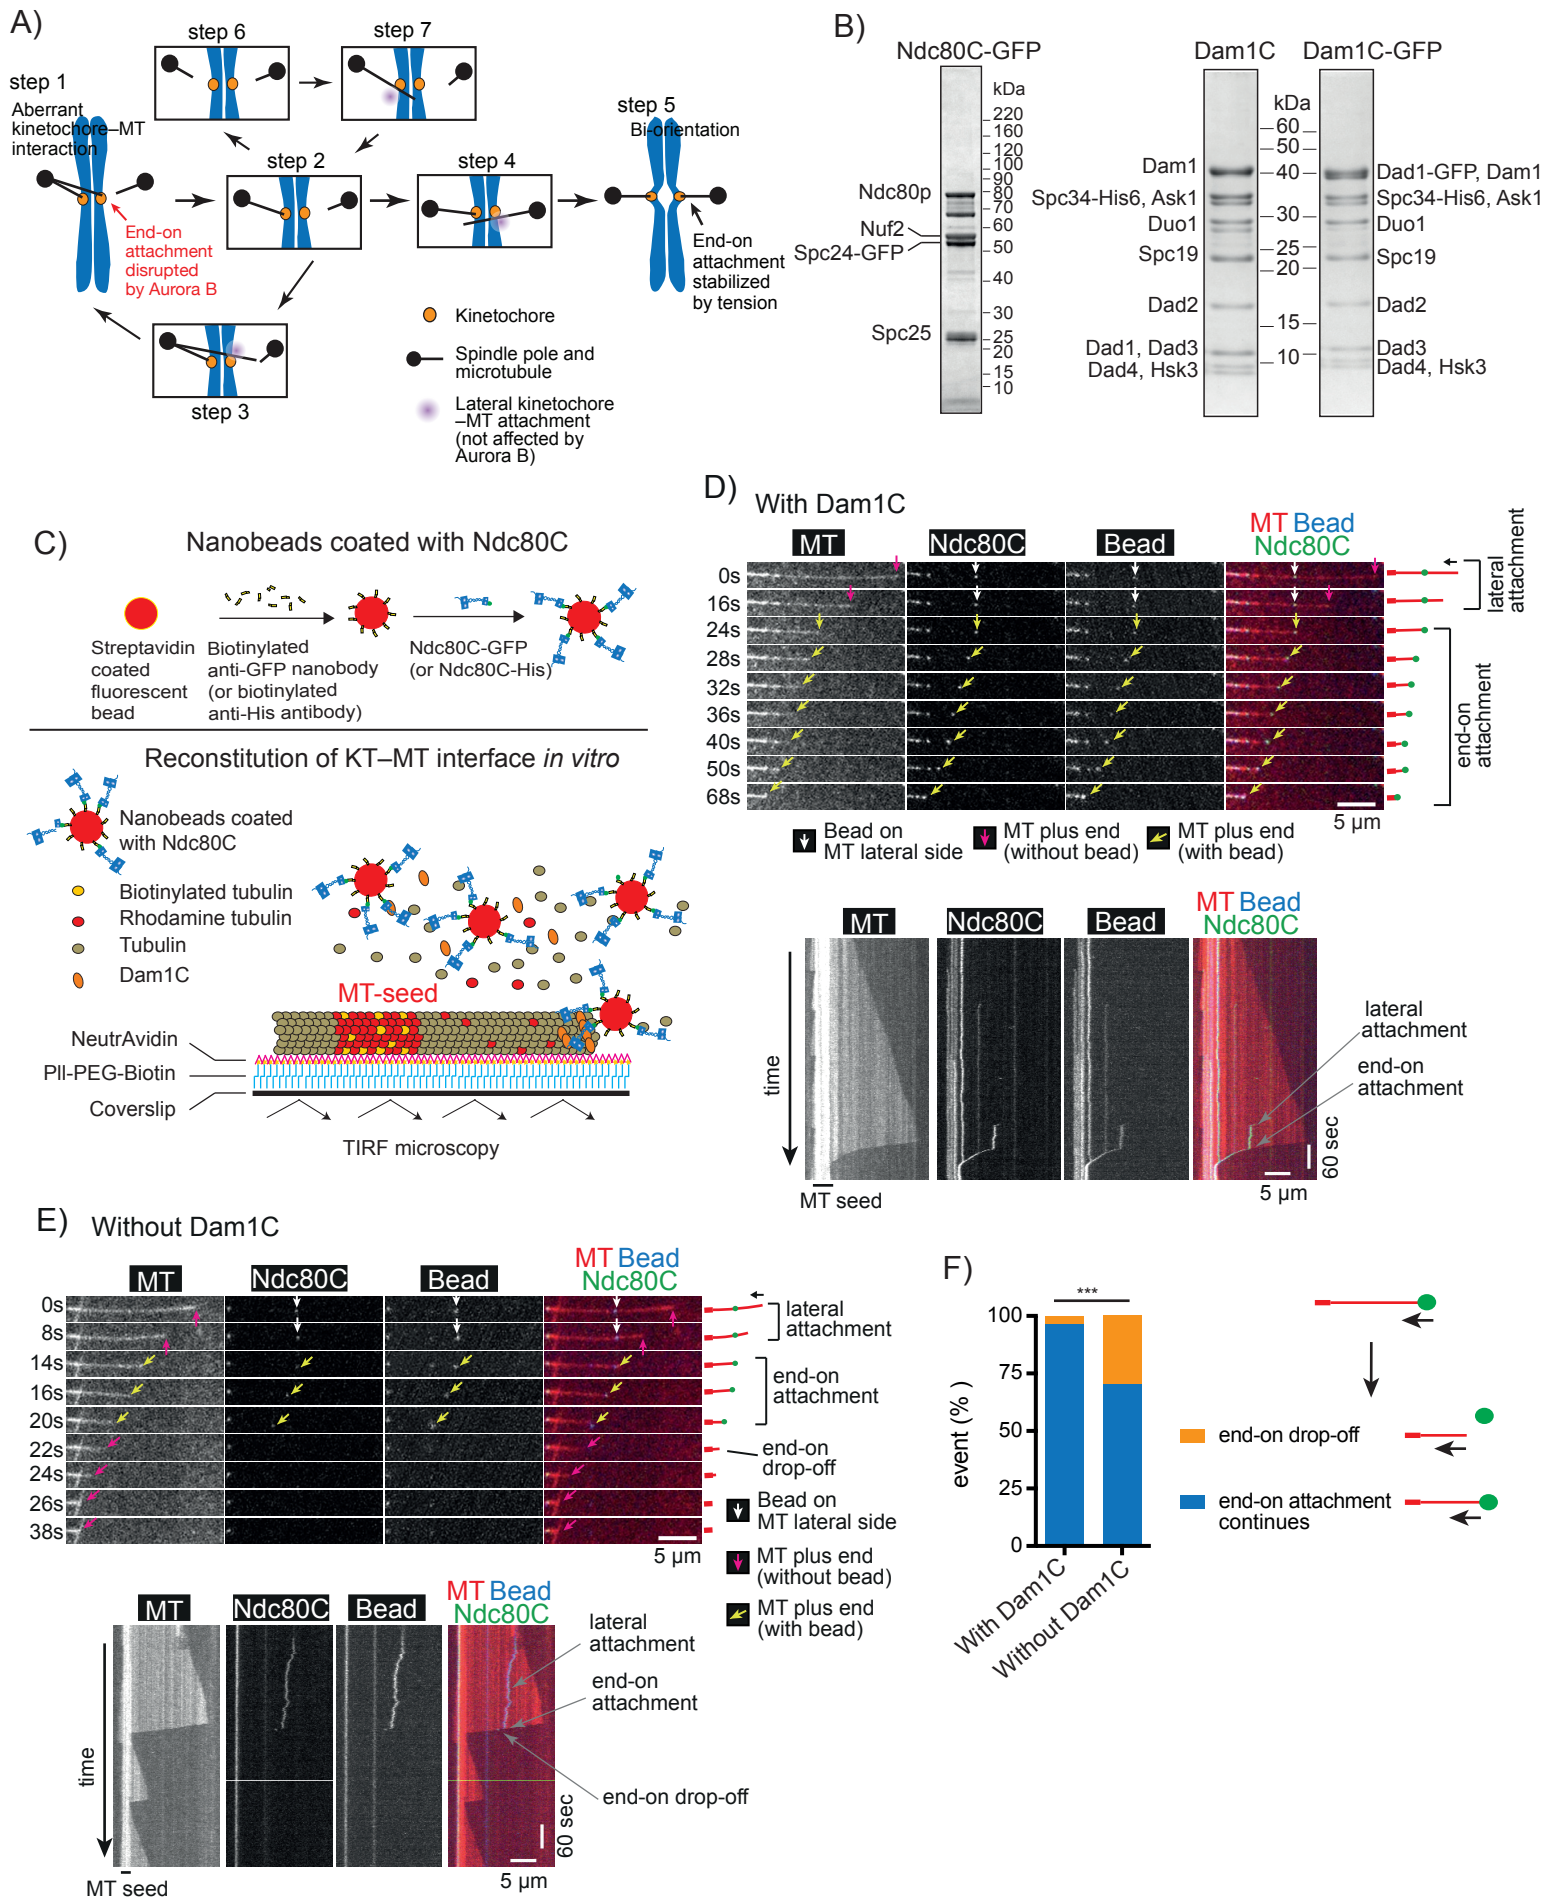 A)
step 6
step 7
step 1
Aberrant
kinetochore–MT
interaction
step 2
step 4
step 5
Bi-orientation
End-on
attachment
disrupted
by Aurora B
End-on
attachment
stabilized
by tension
step 3
Kinetochore
Spindle pole and
microtubule
Lateral kinetochore
–MT attachment
(not affected by
Aurora B)
B)
Ndc80C-GFP
kDa
220
160
120
100
90
80
70
60
50
40
30
25
20
15
10
Ndc80p
Nuf2
Spc24-GFP
Spc25
Dam1C
Dam1C-GFP
kDa
60
50
40
30
25
20
15
10
Dam1
Spc34-His6, Ask1
Duo1
Spc19
Dad2
Dad1, Dad3
Dad4, Hsk3
Dad1-GFP, Dam1
Spc34-His6, Ask1
Duo1
Spc19
Dad2
Dad3
Dad4, Hsk3
C)
Nanobeads coated with Ndc80C
Streptavidin
coated
fluorescent
bead
Biotinylated
anti-GFP nanobody
(or biotinylated
anti-His antibody)
Ndc80C-GFP
(or Ndc80C-His)
Reconstitution of KT–MT interface in vitro
Nanobeads coated
with Ndc80C
Biotinylated tubulin
Rhodamine tubulin
Tubulin
Dam1C
MT-seed
NeutrAvidin
Pll-PEG-Biotin
Coverslip
TIRF microscopy
D)
With Dam1C
MT
Ndc80C
Bead
MT Bead
Ndc80C
0s
16s
24s
28s
32s
36s
40s
50s
68s
lateral
attachment
end-on
attachment
5 µm
Bead on
MT lateral side
MT plus end
(without bead)
MT plus end
(with bead)
MT
Ndc80C
Bead
MT Bead
Ndc80C
time
lateral
attachment
end-on
attachment
60 sec
5 µm
MT seed
E)
Without Dam1C
MT
Ndc80C
Bead
MT Bead
Ndc80C
0s
8s
14s
16s
20s
22s
24s
26s
38s
lateral
attachment
end-on
attachment
end-on
drop-off
5 µm
Bead on
MT lateral side
MT plus end
(without bead)
MT plus end
(with bead)
MT
Ndc80C
Bead
MT Bead
Ndc80C
time
lateral
attachment
end-on
attachment
end-on drop-off
60 sec
5 µm
MT seed
F)
***
100
75
50
25
0
event (%)
With Dam1C
Without Dam1C
end-on drop-off
end-on attachment
continues